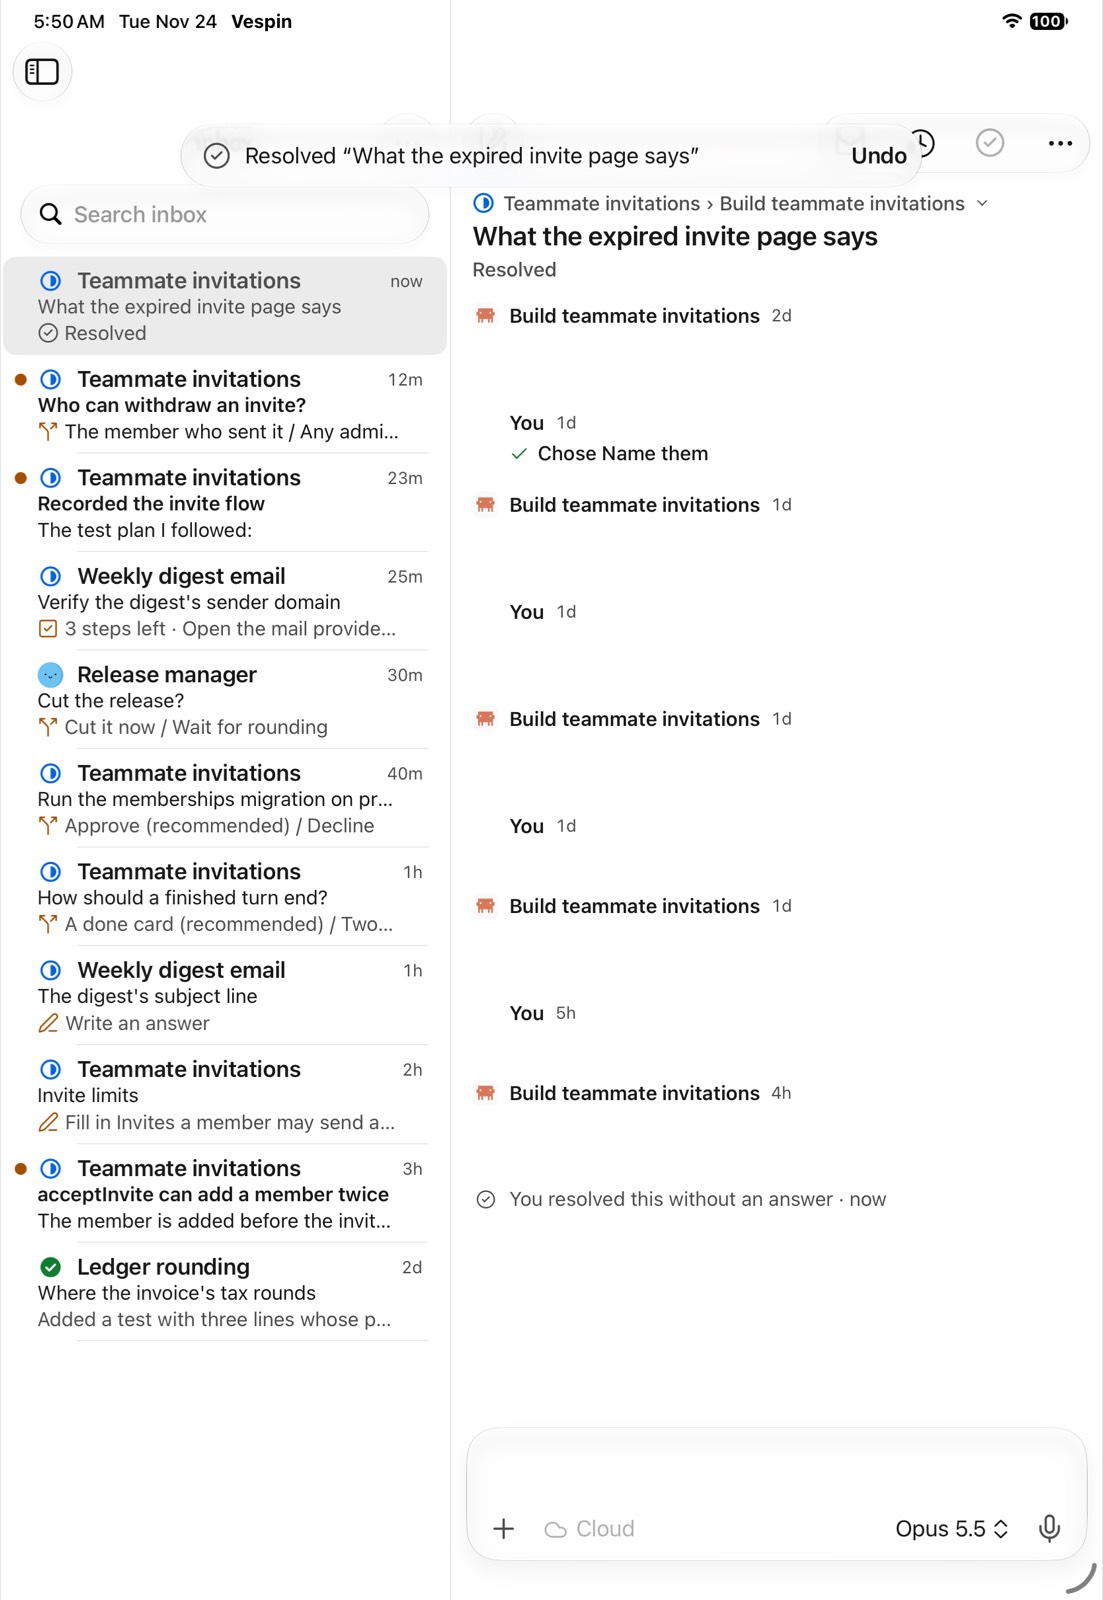 5:50 AM Tue Nov 24 Vespin
100
Resolved “What the expired invite page says” Undo
Search inbox
Teammate invitations now
What the expired invite page says
Resolved
Teammate invitations 12m
Who can withdraw an invite?
The member who sent it / Any admi...
Teammate invitations 23m
Recorded the invite flow
The test plan I followed:
Weekly digest email 25m
Verify the digest's sender domain
3 steps left · Open the mail provide...
Release manager 30m
Cut the release?
Cut it now / Wait for rounding
Teammate invitations 40m
Run the memberships migration on pr...
Approve (recommended) / Decline
Teammate invitations 1h
How should a finished turn end?
A done card (recommended) / Two...
Weekly digest email 1h
The digest's subject line
Write an answer
Teammate invitations 2h
Invite limits
Fill in Invites a member may send a...
Teammate invitations 3h
acceptInvite can add a member twice
The member is added before the invit...
Ledger rounding 2d
Where the invoice's tax rounds
Added a test with three lines whose p...
Teammate invitations › Build teammate invitations
What the expired invite page says
Resolved
Build teammate invitations 2d
You 1d
Chose Name them
Build teammate invitations 1d
You 1d
Build teammate invitations 1d
You 1d
Build teammate invitations 1d
You 5h
Build teammate invitations 4h
You resolved this without an answer · now
Cloud
Opus 5.5